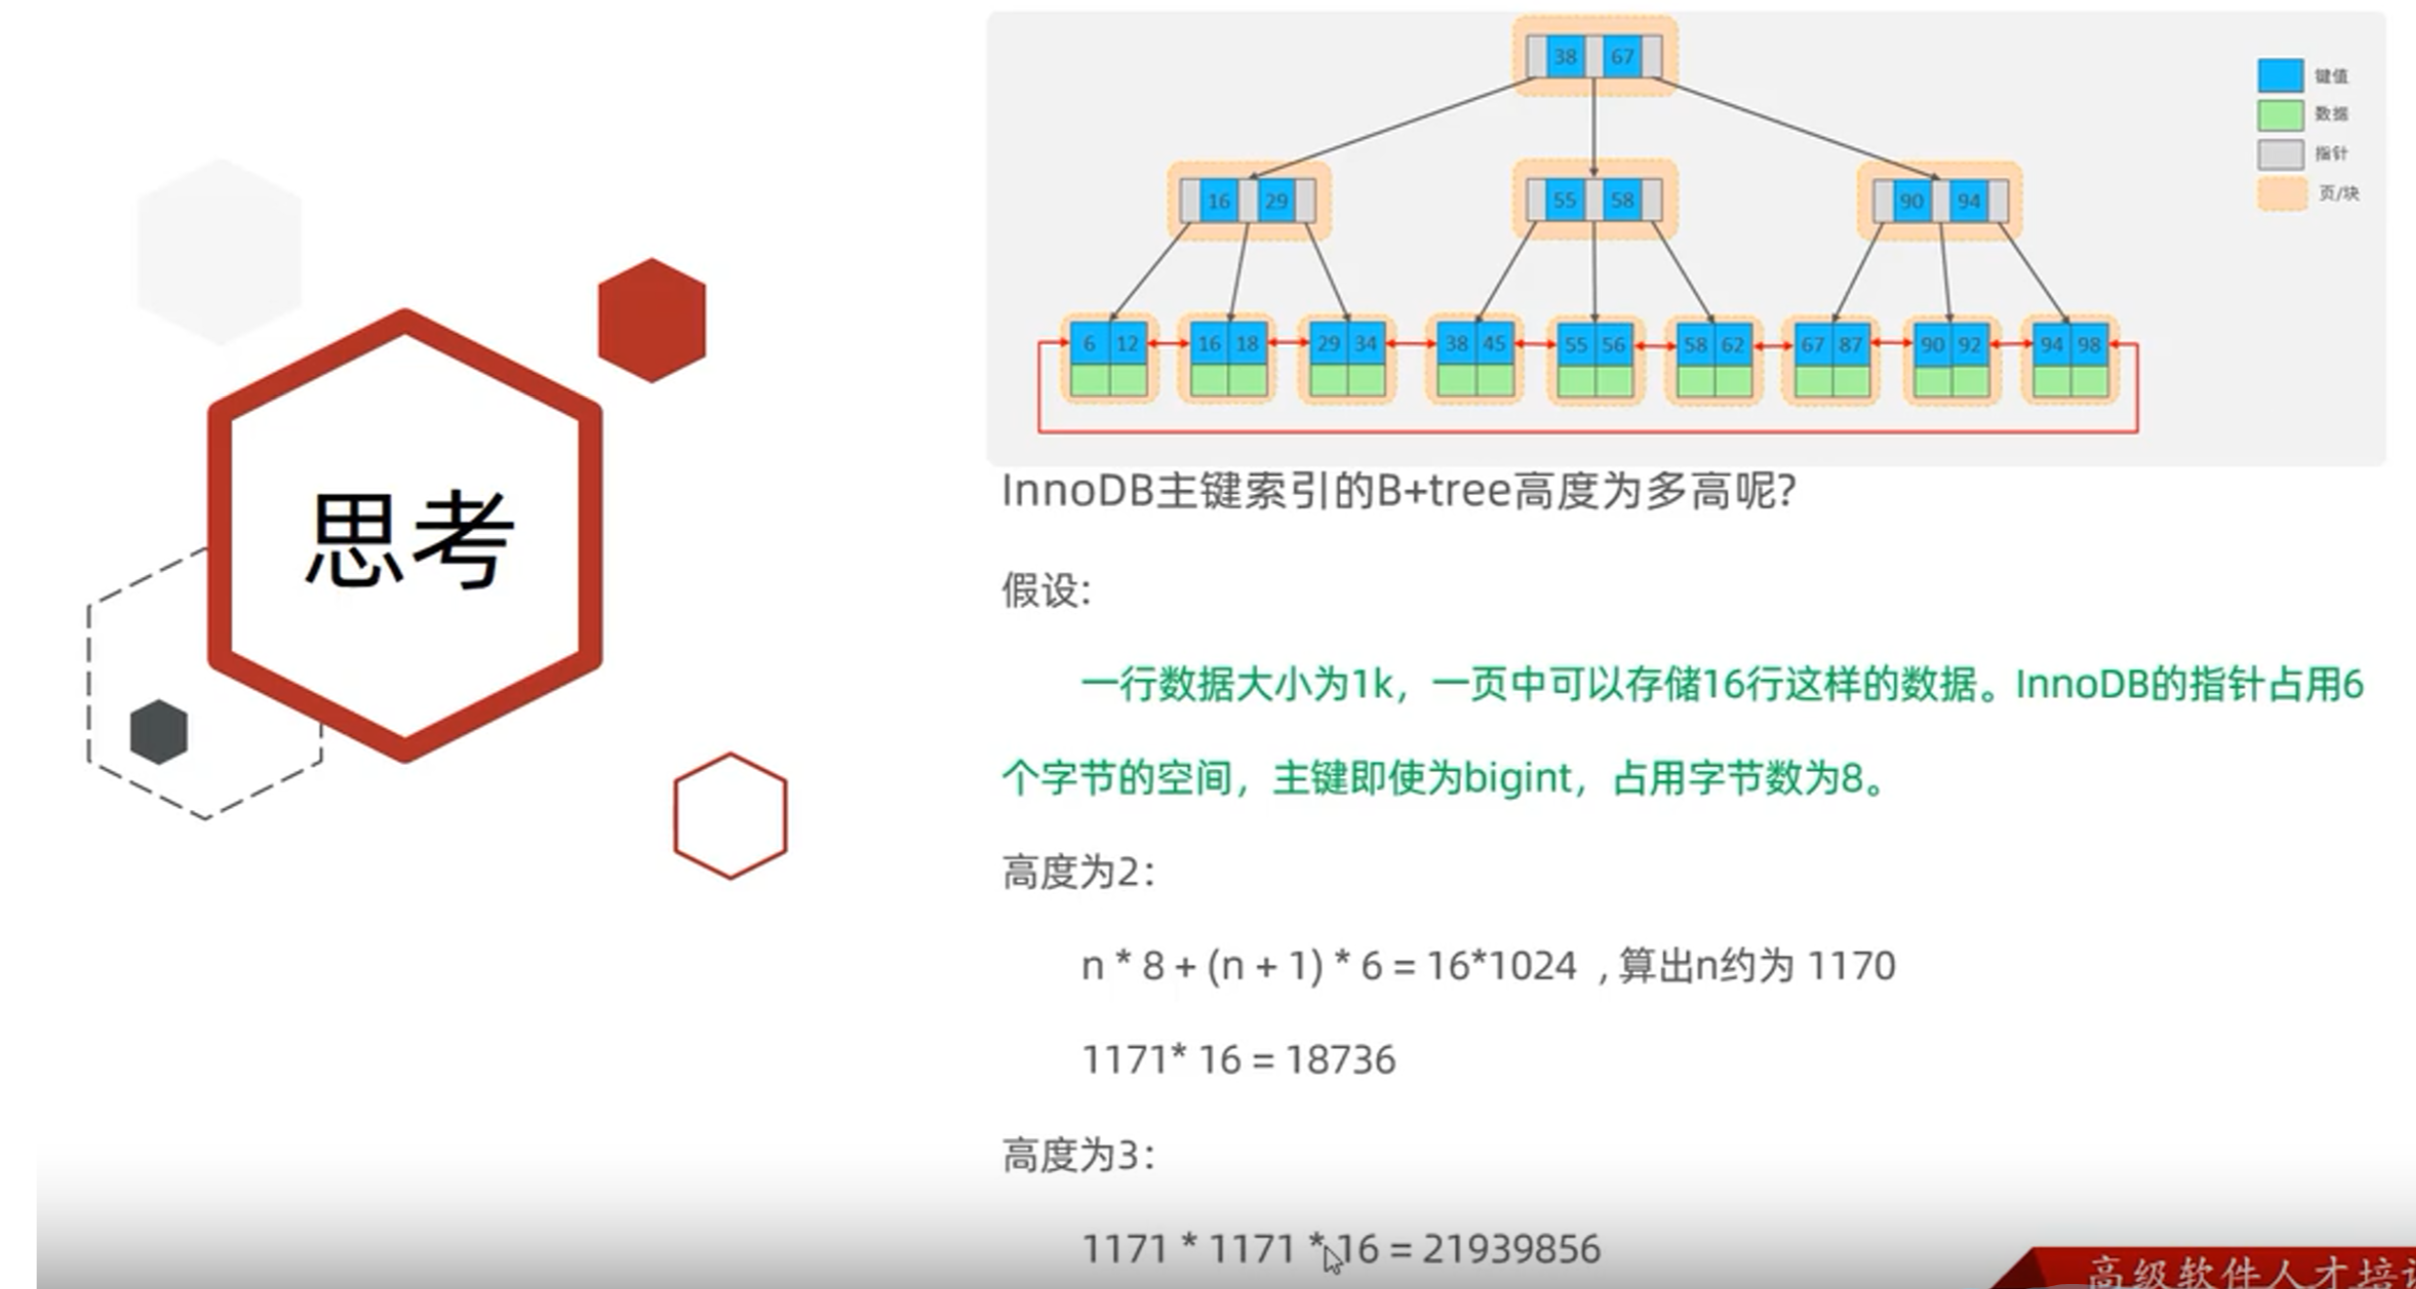 思考
38 67
键值
数据
指针
页/块
16 29
55 58
90 94
6 12 16 18 29 34 38 45 55 56 58 62 67 87 90 92 94 98
InnoDB主键索引的B+tree高度为多高呢?
假设:
一行数据大小为1k，一页中可以存储16行这样的数据。InnoDB的指针占用6
个字节的空间，主键即使为bigint，占用字节数为8。
高度为2：
n * 8 + (n + 1) * 6 = 16*1024 , 算出n约为 1170
1171* 16 = 18736
高度为3：
1171 * 1171 * 16 = 21939856
高级软件人才培